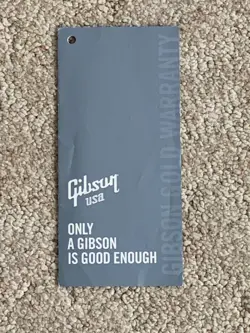 Gibson
usa
ONLY
A GIBSON
IS GOOD ENOUGH
GIBSON GOLD WARRANTY